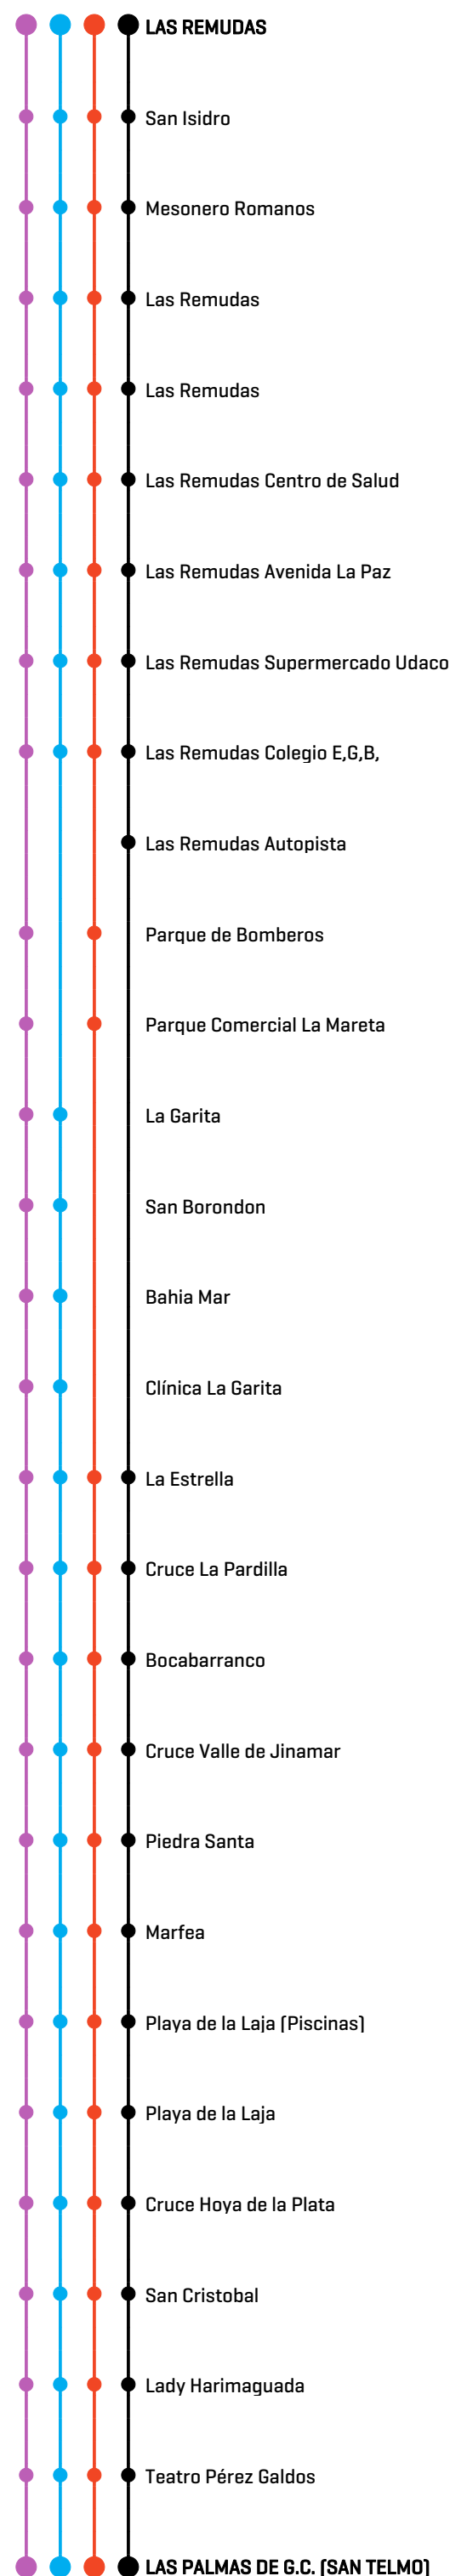 LAS REMUDAS
San Isidro
Mesonero Romanos
Las Remudas
Las Remudas
Las Remudas Centro de Salud
Las Remudas Avenida La Paz
Las Remudas Supermercado Udaco
Las Remudas Colegio E,G,B,
Las Remudas Autopista
Parque de Bomberos
Parque Comercial La Mareta
La Garita
San Borondon
Bahia Mar
Clínica La Garita
La Estrella
Cruce La Pardilla
Bocabarranco
Cruce Valle de Jinamar
Piedra Santa
Marfea
Playa de la Laja (Piscinas)
Playa de la Laja
Cruce Hoya de la Plata
San Cristobal
Lady Harimaguada
Teatro Pérez Galdos
LAS PALMAS DE G.C. (SAN TELMO)